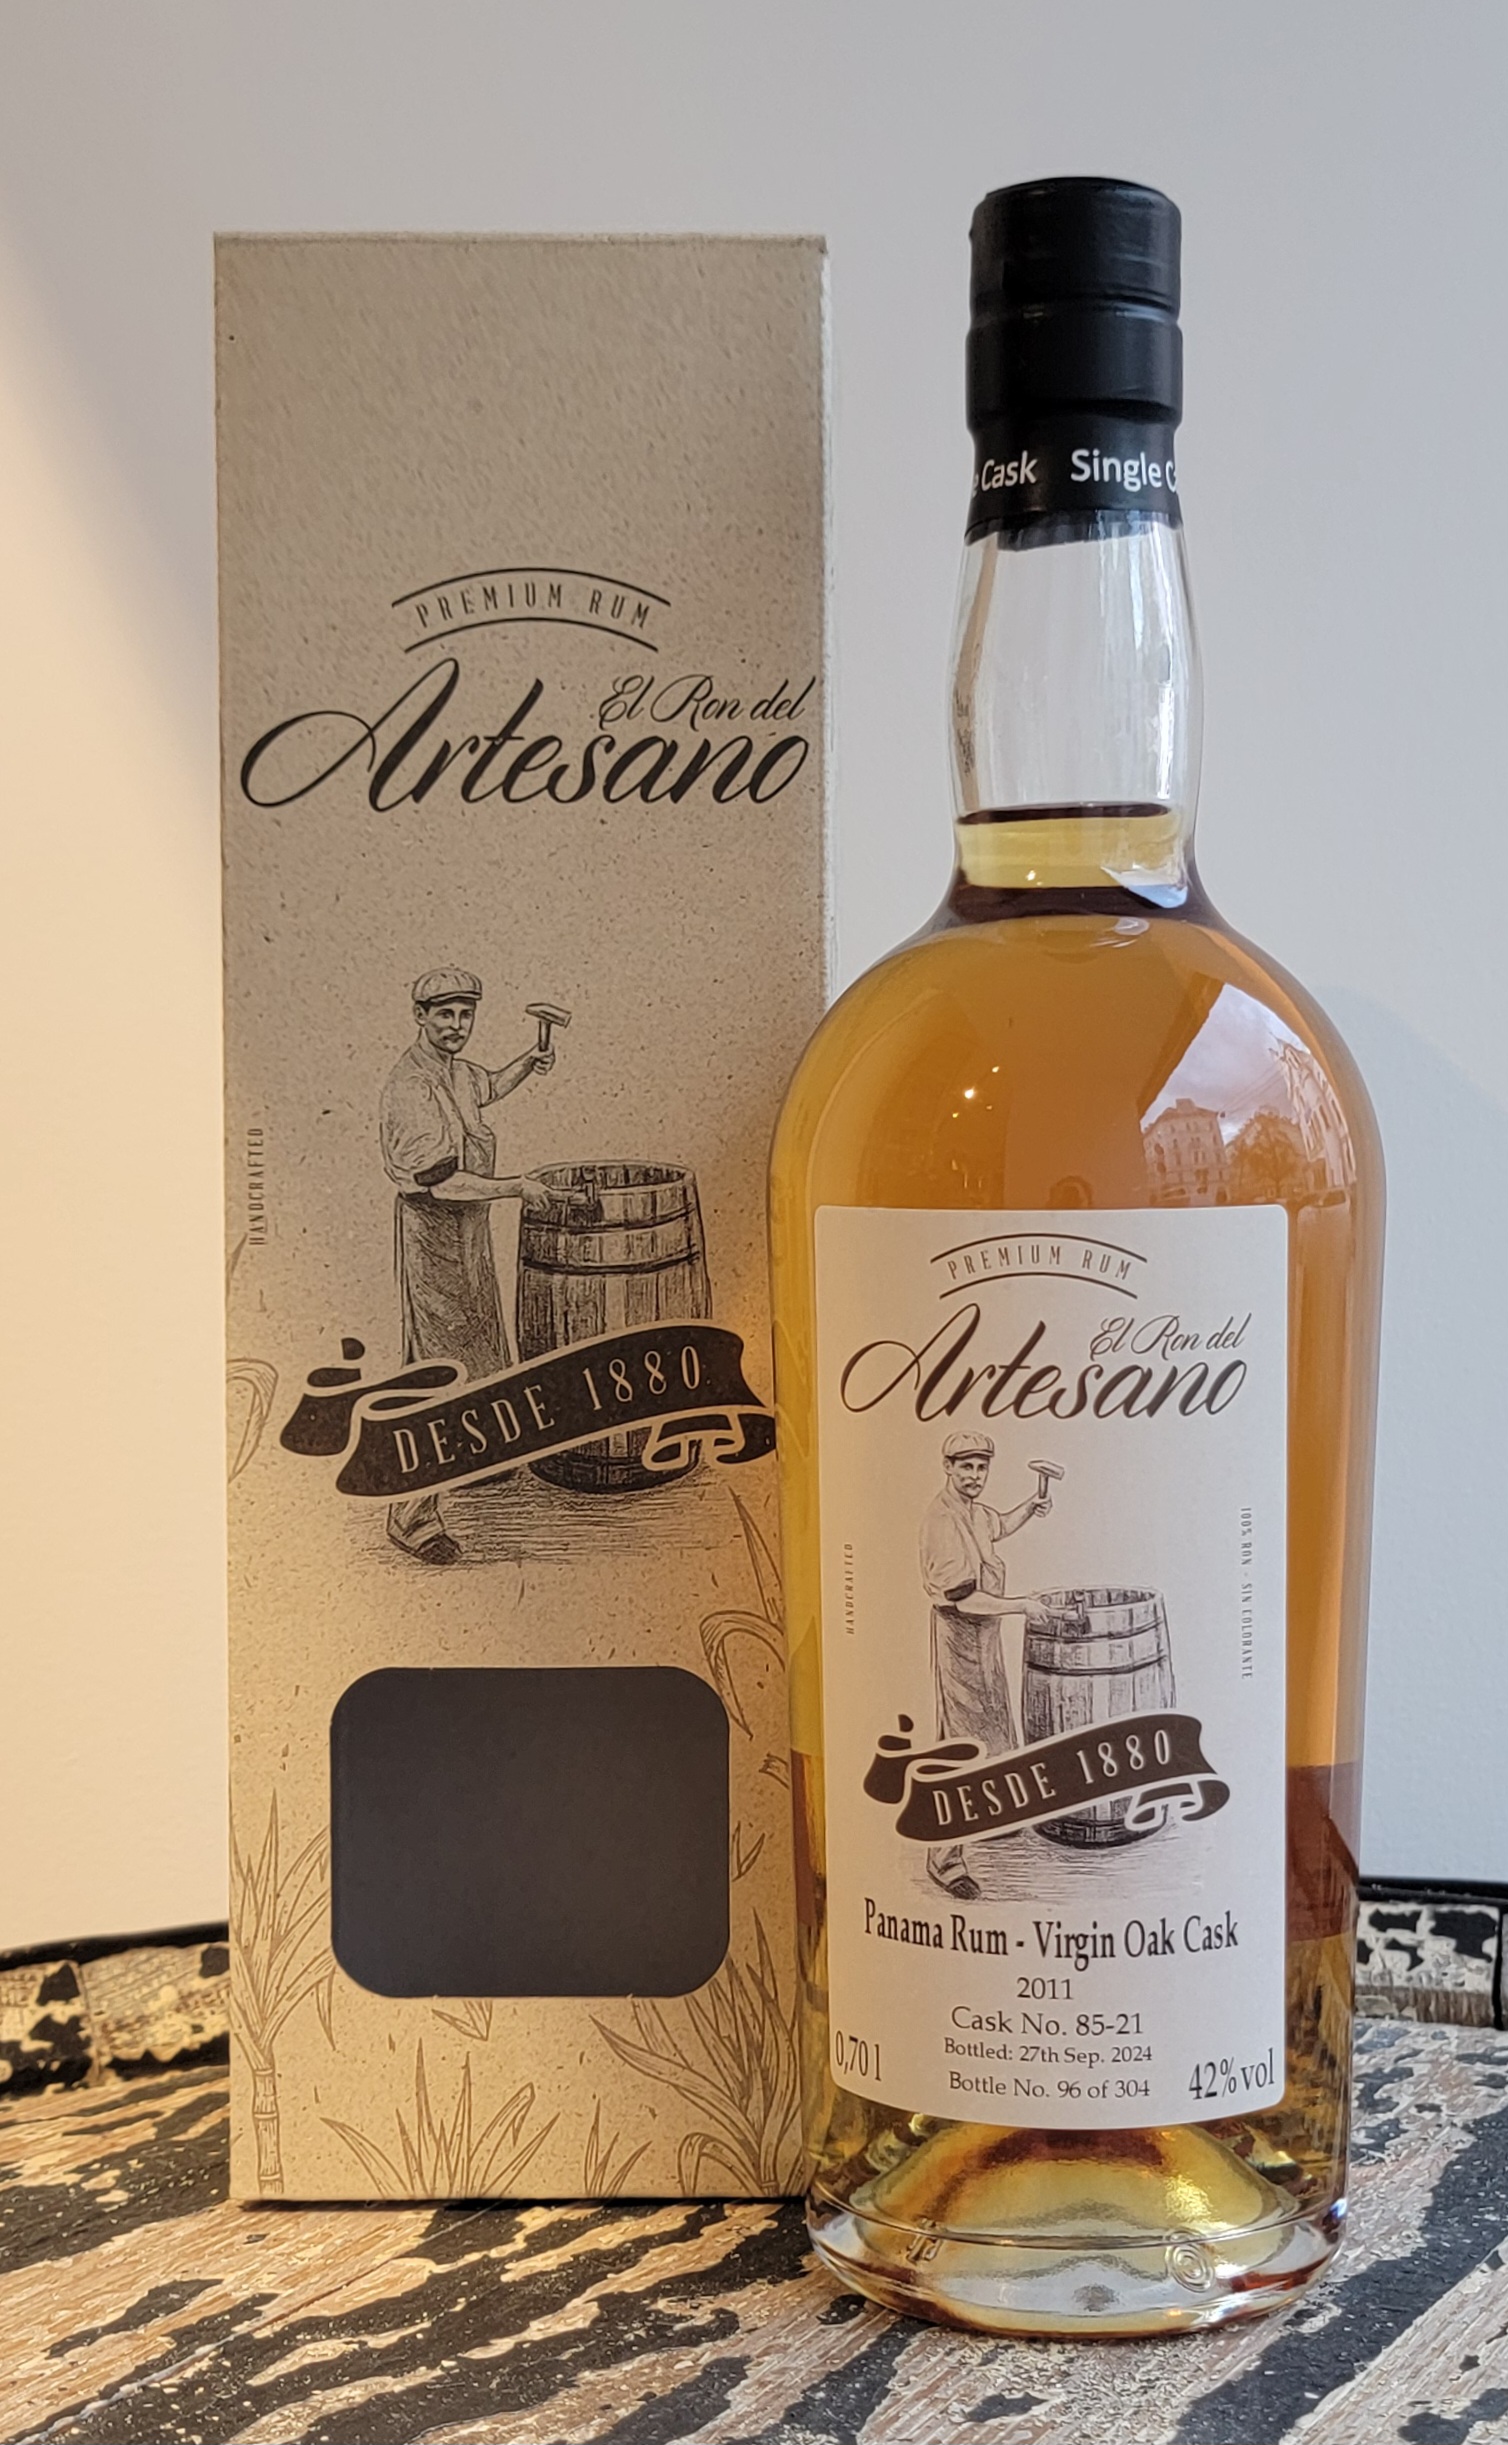 PREMIUM RUM
El Ron del
Artesano
HANDCRAFTED
DESDE 1880
Cask Single
PREMIUM RUM
El Ron del
Artesano
HANDCRAFTED
100% RON - SIN COLORANTE
DESDE 1880
Panama Rum - Virgin Oak Cask
2011
Cask No. 85-21
Bottled: 27th Sep. 2024
Bottle No. 96 of 304
0,70 l
42% vol